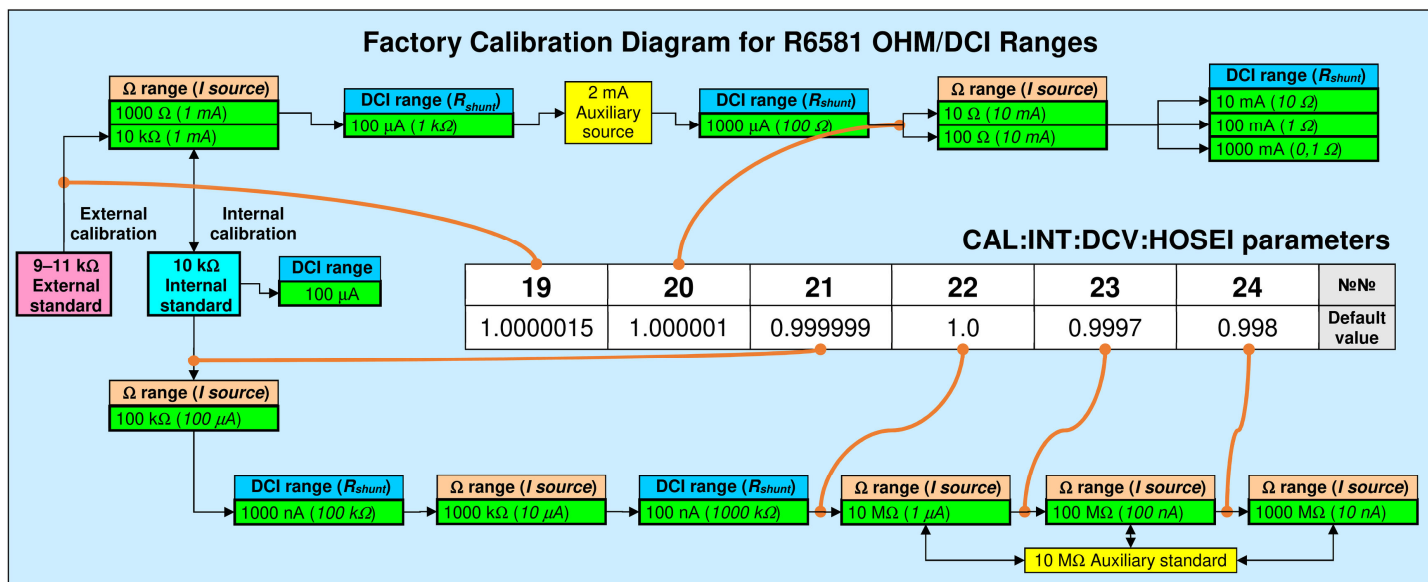 Factory Calibration Diagram for R6581 OHM/DCI Ranges
Ω range (I source)
1000 Ω (1 mA)
10 kΩ (1 mA)
DCI range (Rshunt)
100 µA (1 kΩ)
2 mA
Auxiliary
source
DCI range (Rshunt)
1000 µA (100 Ω)
Ω range (I source)
10 Ω (10 mA)
100 Ω (10 mA)
DCI range (Rshunt)
10 mA (10 Ω)
100 mA (1 Ω)
1000 mA (0,1 Ω)
External
calibration
Internal
calibration
9–11 kΩ
External
standard
10 kΩ
Internal
standard
DCI range
100 µA
CAL:INT:DCV:HOSEI parameters
19 20 21 22 23 24 №№
1.0000015 1.000001 0.999999 1.0 0.9997 0.998 Default
value
Ω range (I source)
100 kΩ (100 µA)
DCI range (Rshunt)
1000 nA (100 kΩ)
Ω range (I source)
1000 kΩ (10 µA)
DCI range (Rshunt)
100 nA (1000 kΩ)
Ω range (I source)
10 MΩ (1 µA)
Ω range (I source)
100 MΩ (100 nA)
Ω range (I source)
1000 MΩ (10 nA)
10 MΩ Auxiliary standard